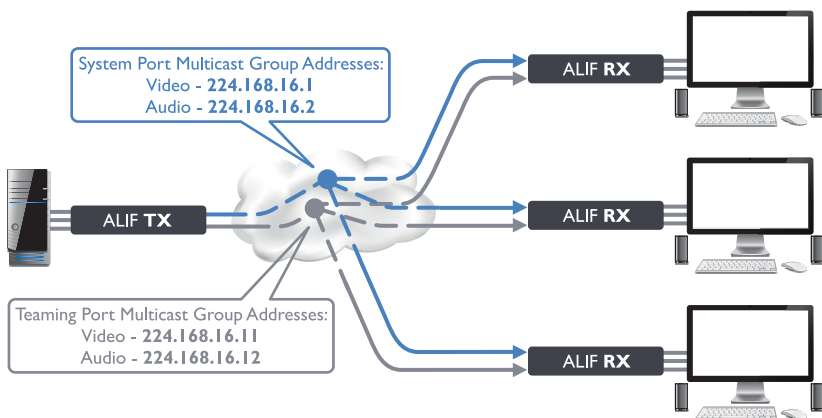 System Port Multicast Group Addresses:
Video - 224.168.16.1
Audio - 224.168.16.2
ALIF RX
ALIF TX
ALIF RX
Teaming Port Multicast Group Addresses:
Video - 224.168.16.11
Audio - 224.168.16.12
ALIF RX